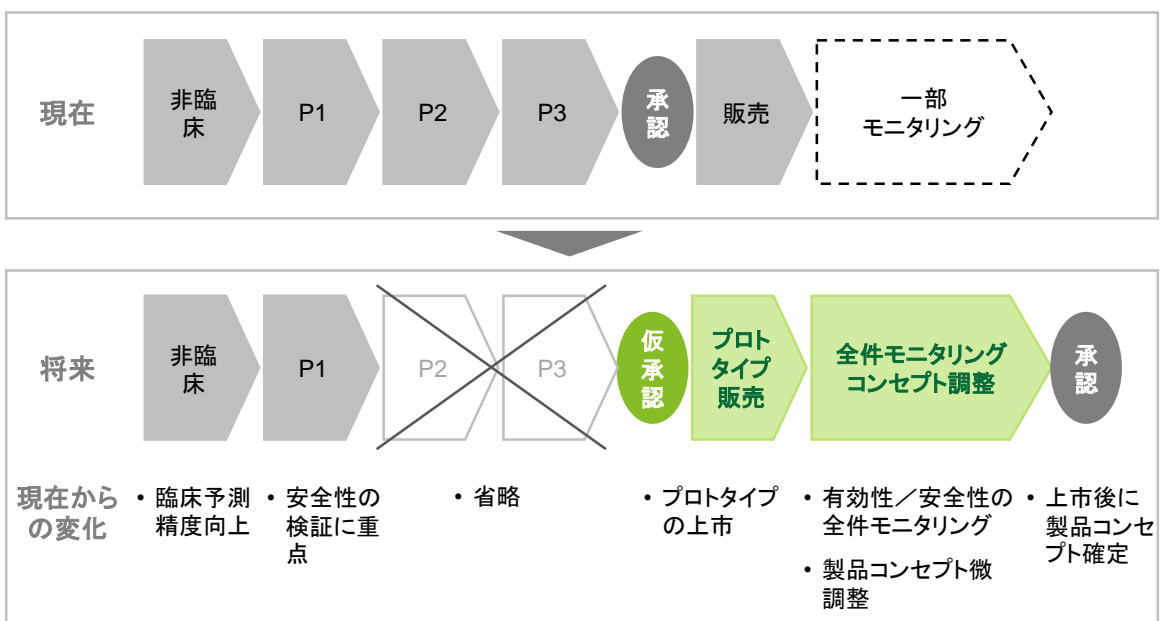 現在
非臨
床
P1
P2
P3
承
認
販売
一部
モニタリング
将来
非臨
床
P1
P2
P3
仮
承
認
プロト
タイプ
販売
全件モニタリング
コンセプト調整
承
認
現在から
の変化
• 臨床予測
精度向上
• 安全性の
検証に重
点
• 省略
• プロトタイプ
の上市
• 有効性／安全性の
全件モニタリング
• 製品コンセプト微
調整
• 上市後に
製品コンセ
プト確定